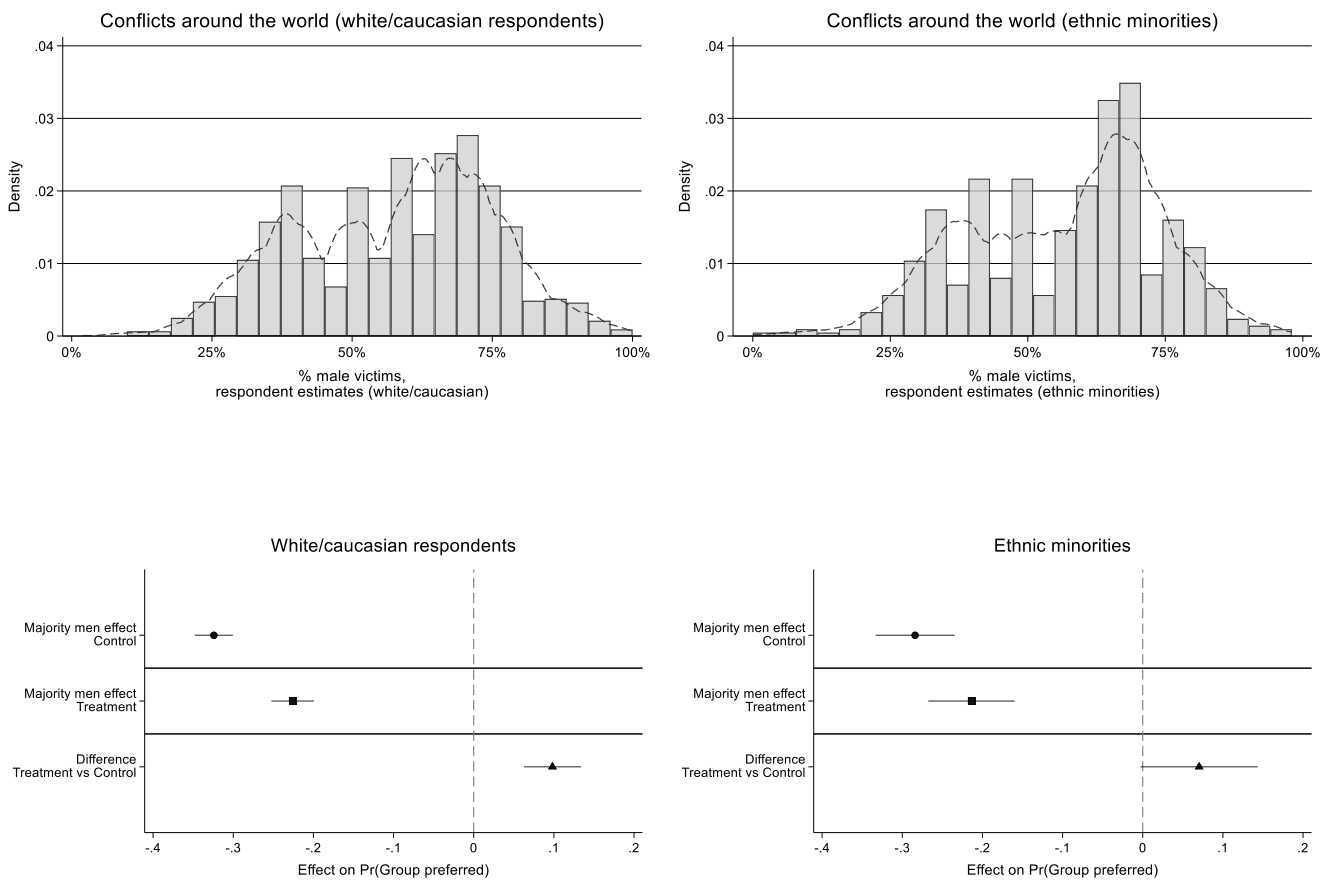 Conflicts around the world (white/caucasian respondents)
.04
.03
.02
.01
0
Density
0%
25%
50%
75%
100%
% male victims,
respondent estimates (white/caucasian)
Conflicts around the world (ethnic minorities)
.04
.03
.02
.01
0
Density
0%
25%
50%
75%
100%
% male victims,
respondent estimates (ethnic minorities)
White/caucasian respondents
Majority men effect
Control
Majority men effect
Treatment
Difference
Treatment vs Control
-.4
-.3
-.2
-.1
0
.1
.2
Effect on Pr(Group preferred)
Ethnic minorities
Majority men effect
Control
Majority men effect
Treatment
Difference
Treatment vs Control
-.4
-.3
-.2
-.1
0
.1
.2
Effect on Pr(Group preferred)